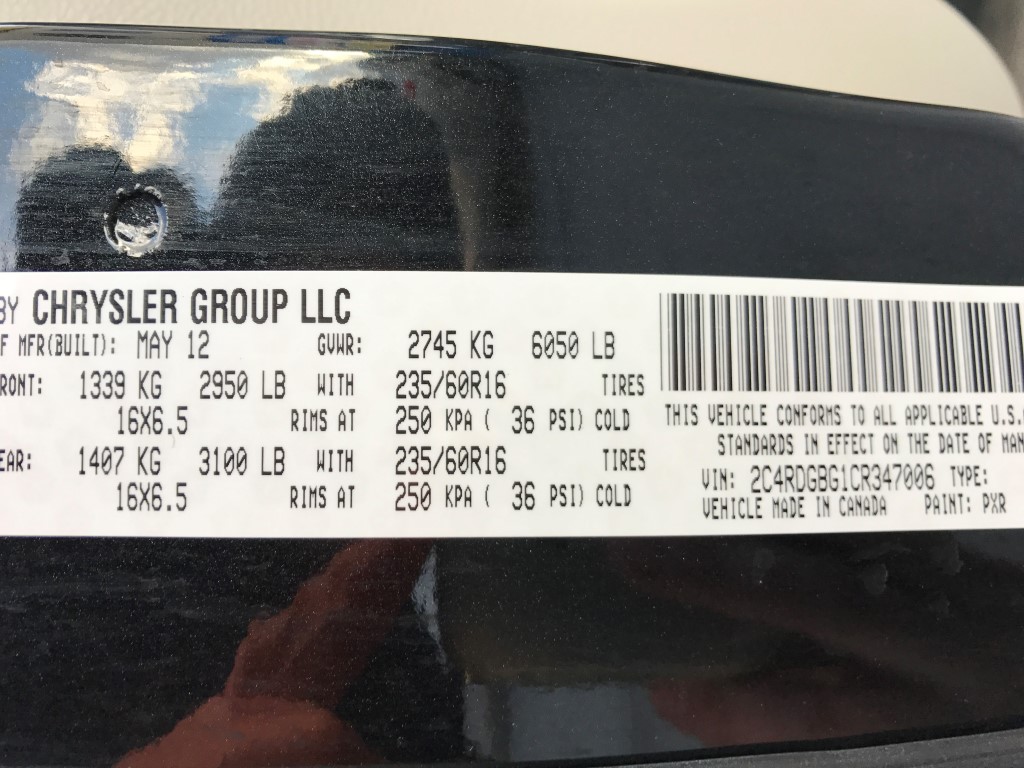 BY CHRYSLER GROUP LLC
F MFR(BUILT): MAY 12 GVWR: 2745 KG 6050 LB
RONT: 1339 KG 2950 LB WITH 235/60R16 TIRES
16X6.5 RIMS AT 250 KPA ( 36 PSI) COLD
EAR: 1407 KG 3100 LB WITH 235/60R16 TIRES
16X6.5 RIMS AT 250 KPA ( 36 PSI) COLD
THIS VEHICLE CONFORMS TO ALL APPLICABLE U.S.
STANDARDS IN EFFECT ON THE DATE OF MAN
VIN: 2C4RDGBG1CR347006 TYPE:
VEHICLE MADE IN CANADA PAINT: PXR